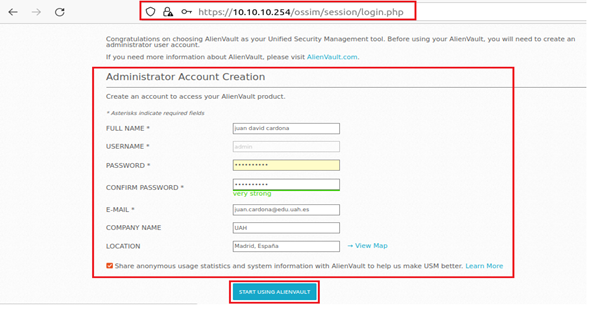 https://10.10.10.254/ossim/session/login.php
Congratulations on choosing AlienVault as your Unified Security Management tool. Before using your AlienVault, you will need to create an
administrator user account.
If you need more information about AlienVault, please visit AlienVault.com.
Administrator Account Creation
Create an account to access your AlienVault product.
* Asterisks indicate required fields
FULL NAME * juan david cardona
USERNAME * admin
PASSWORD * ••••••••••
CONFIRM PASSWORD * ••••••••••
very strong
E-MAIL * juan.cardona@edu.uah.es
COMPANY NAME UAH
LOCATION Madrid, España → View Map
Share anonymous usage statistics and system information with AlienVault to help us make USM better. Learn More
START USING ALIENVAULT